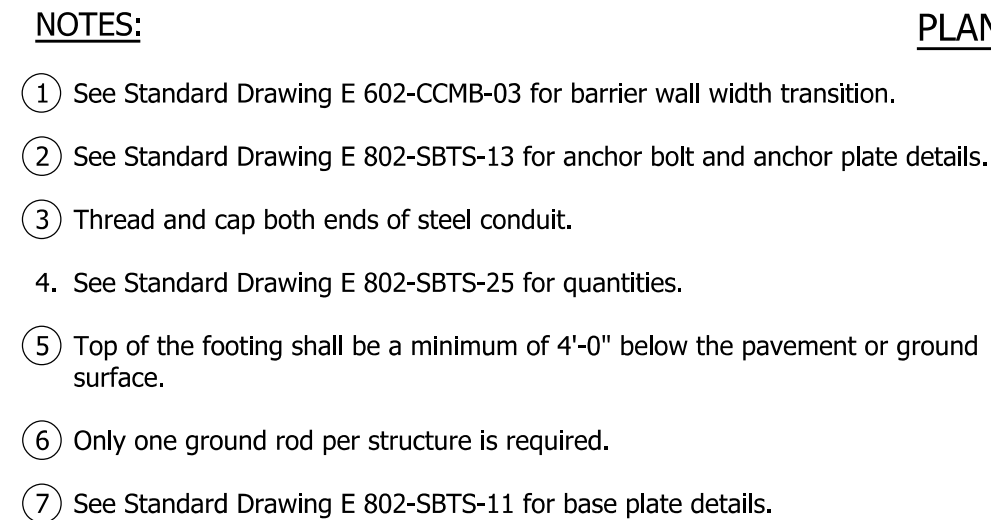 NOTES:
PLAN
1 See Standard Drawing E 602-CCMB-03 for barrier wall width transition.
2 See Standard Drawing E 802-SBTS-13 for anchor bolt and anchor plate details.
3 Thread and cap both ends of steel conduit.
4. See Standard Drawing E 802-SBTS-25 for quantities.
5 Top of the footing shall be a minimum of 4'-0" below the pavement or ground
surface.
6 Only one ground rod per structure is required.
7 See Standard Drawing E 802-SBTS-11 for base plate details.